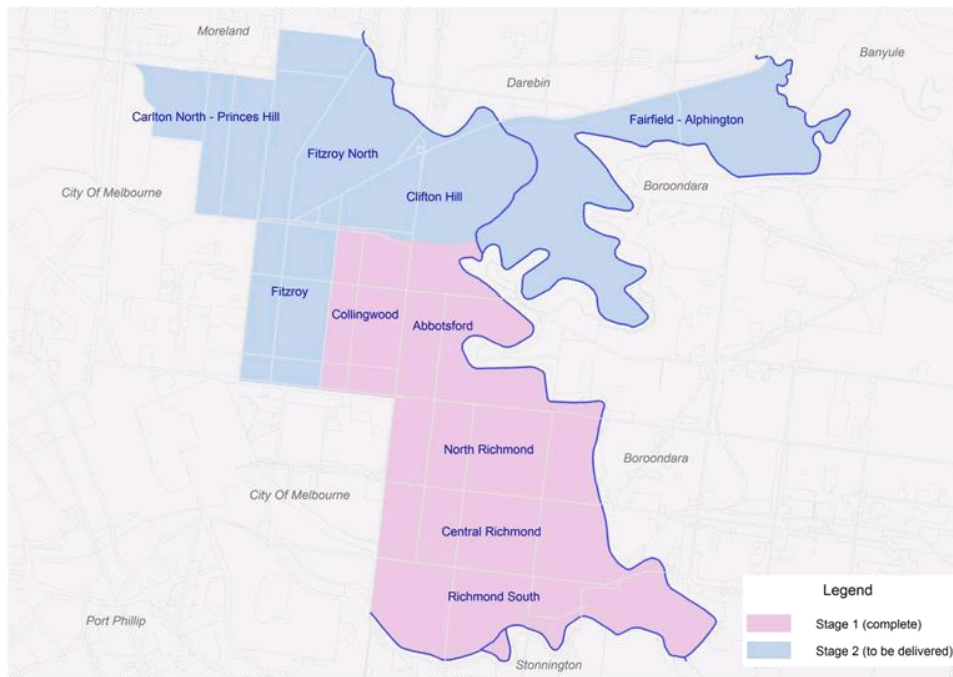 Moreland
Banyule
Darebin
Carlton North - Princes Hill
Fairfield - Alphington
Fitzroy North
City Of Melbourne
Boroondara
Clifton Hill
Fitzroy
Collingwood
Abbotsford
North Richmond
Boroondara
City Of Melbourne
Central Richmond
Richmond South
Port Phillip
Stonnington
Legend
Stage 1 (complete)
Stage 2 (to be delivered)